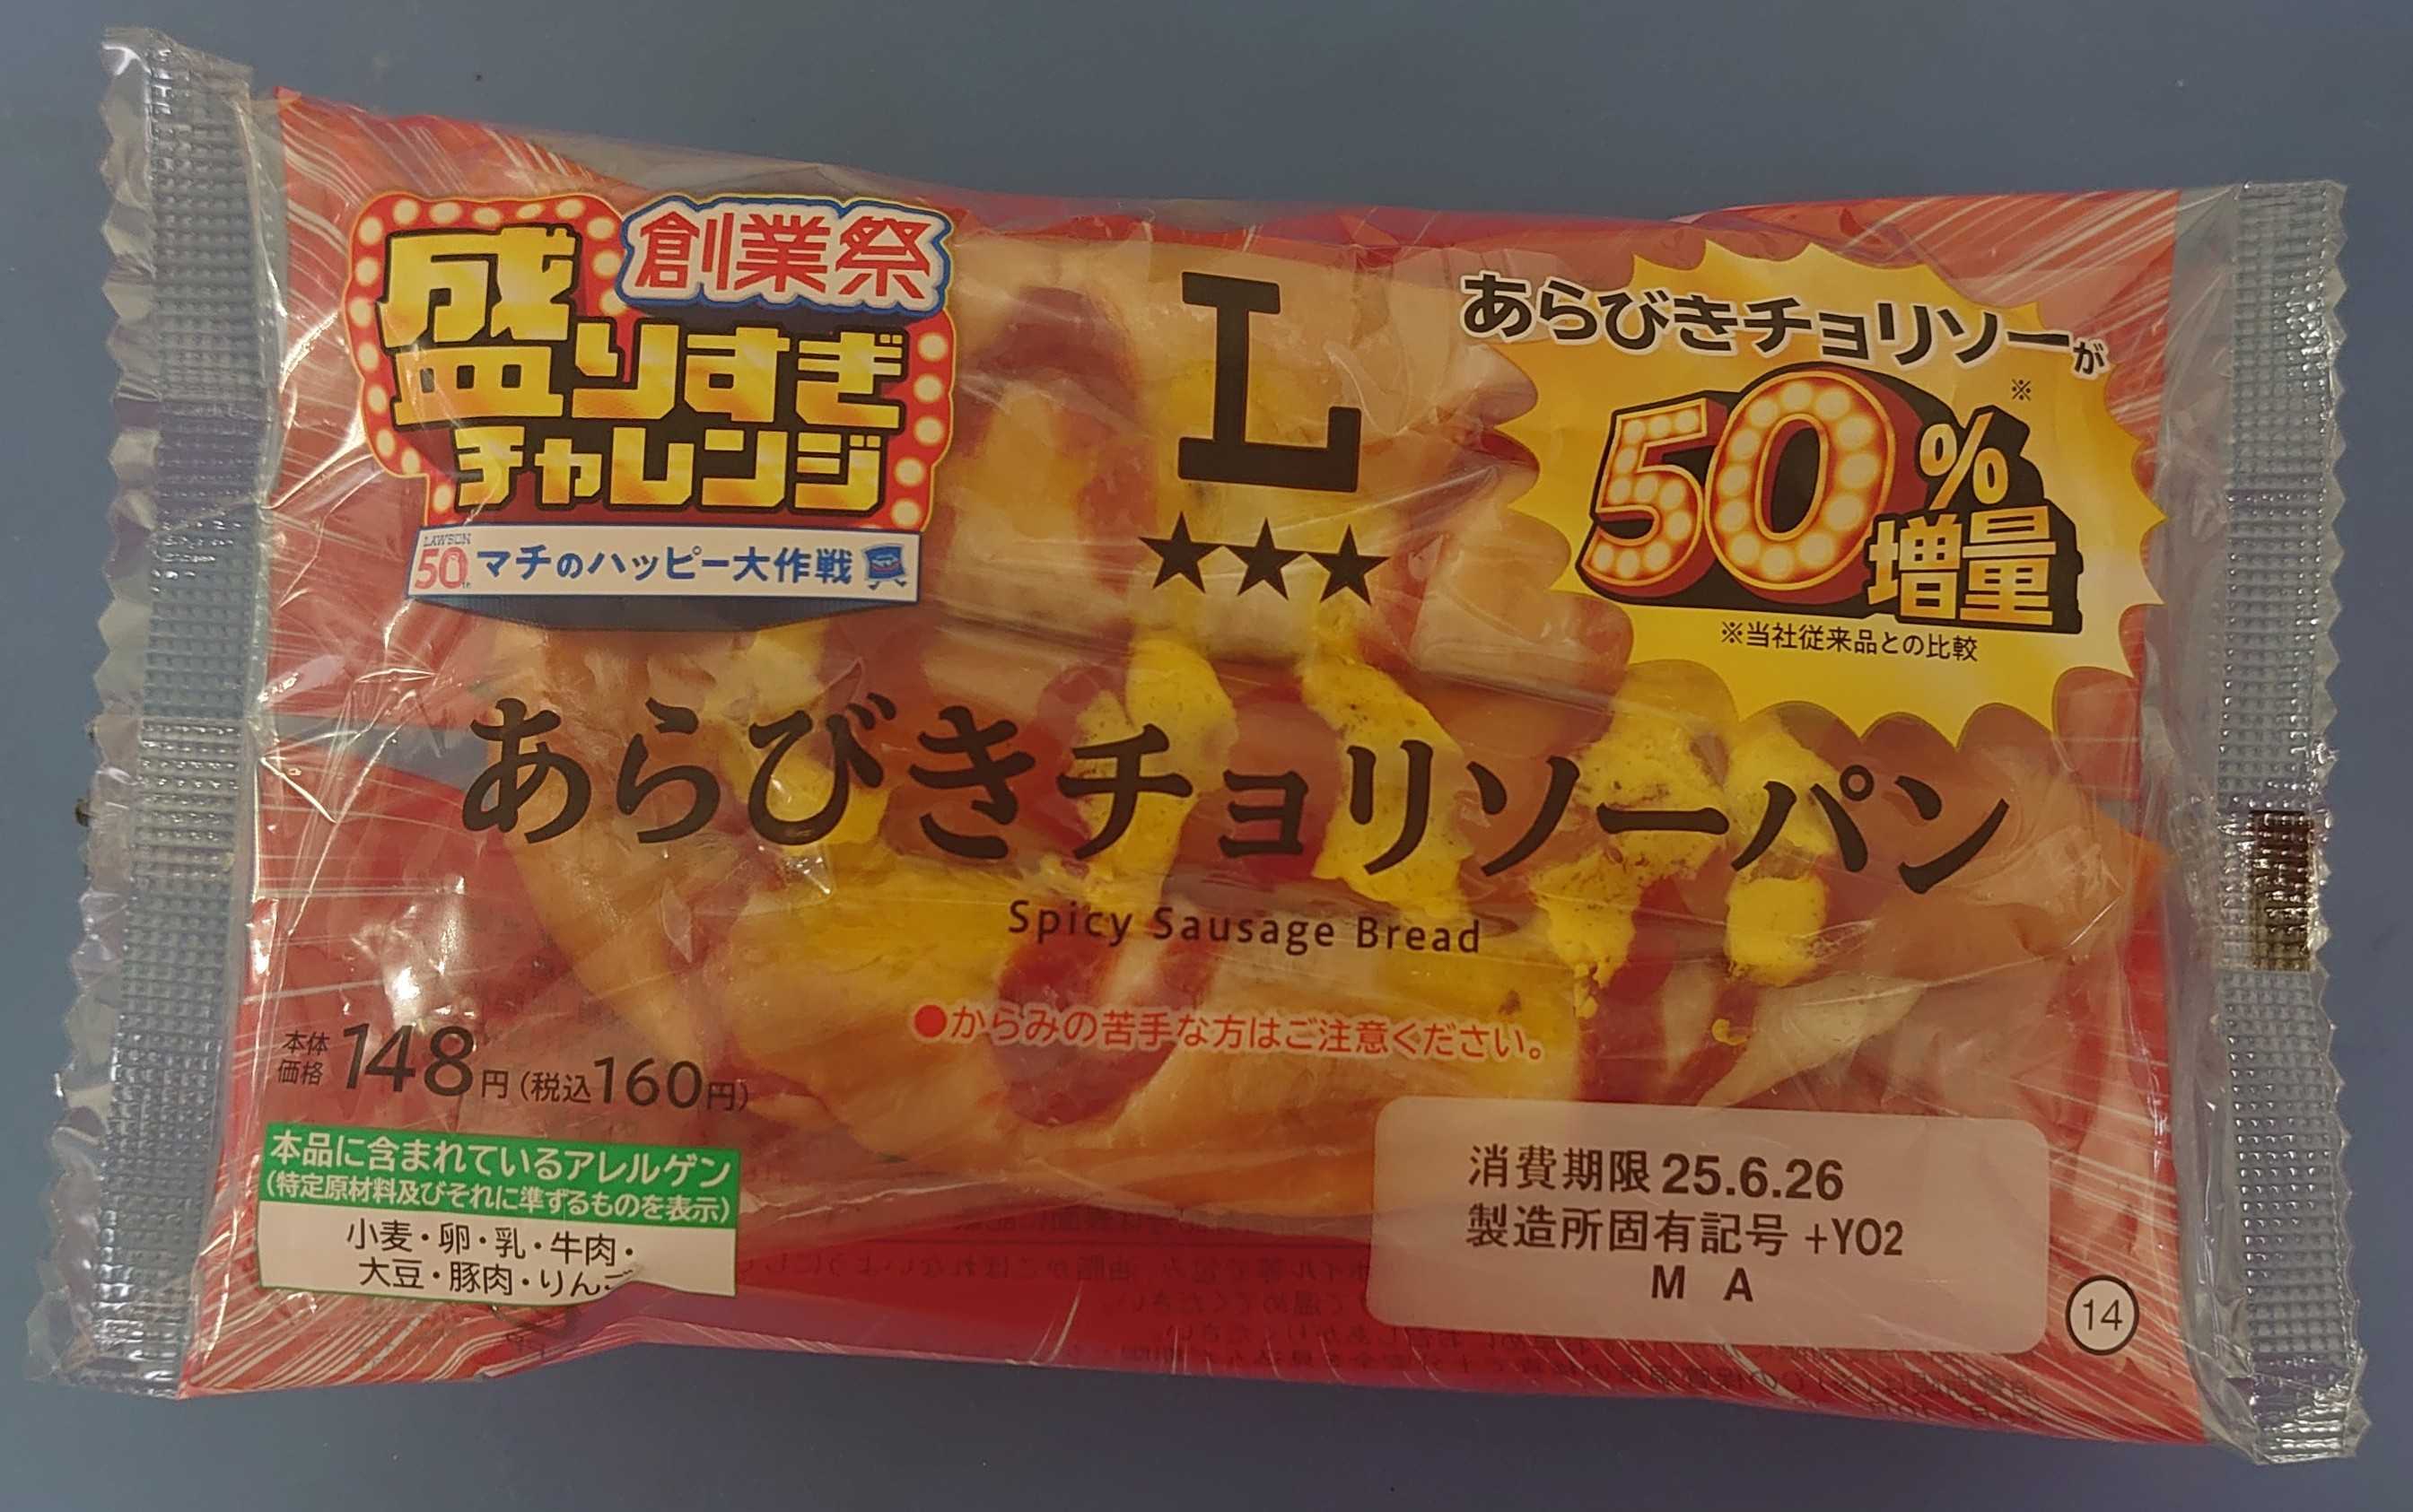 創業祭
盛りすぎ
チャレンジ
LAWSON
50th マチのハッピー大作戦
L
★★★
あらびきチョリソーが
50%※
増量
※当社従来品との比較
あらびきチョリソーパン
Spicy Sausage Bread
●からみの苦手な方はご注意ください。
本体価格148円(税込160円)
本品に含まれているアレルゲン
(特定原材料及びそれに準ずるものを表示)
小麦・卵・乳・牛肉・
大豆・豚肉・りんご
消費期限 25.6.26
製造所固有記号 +YO2
M A
14